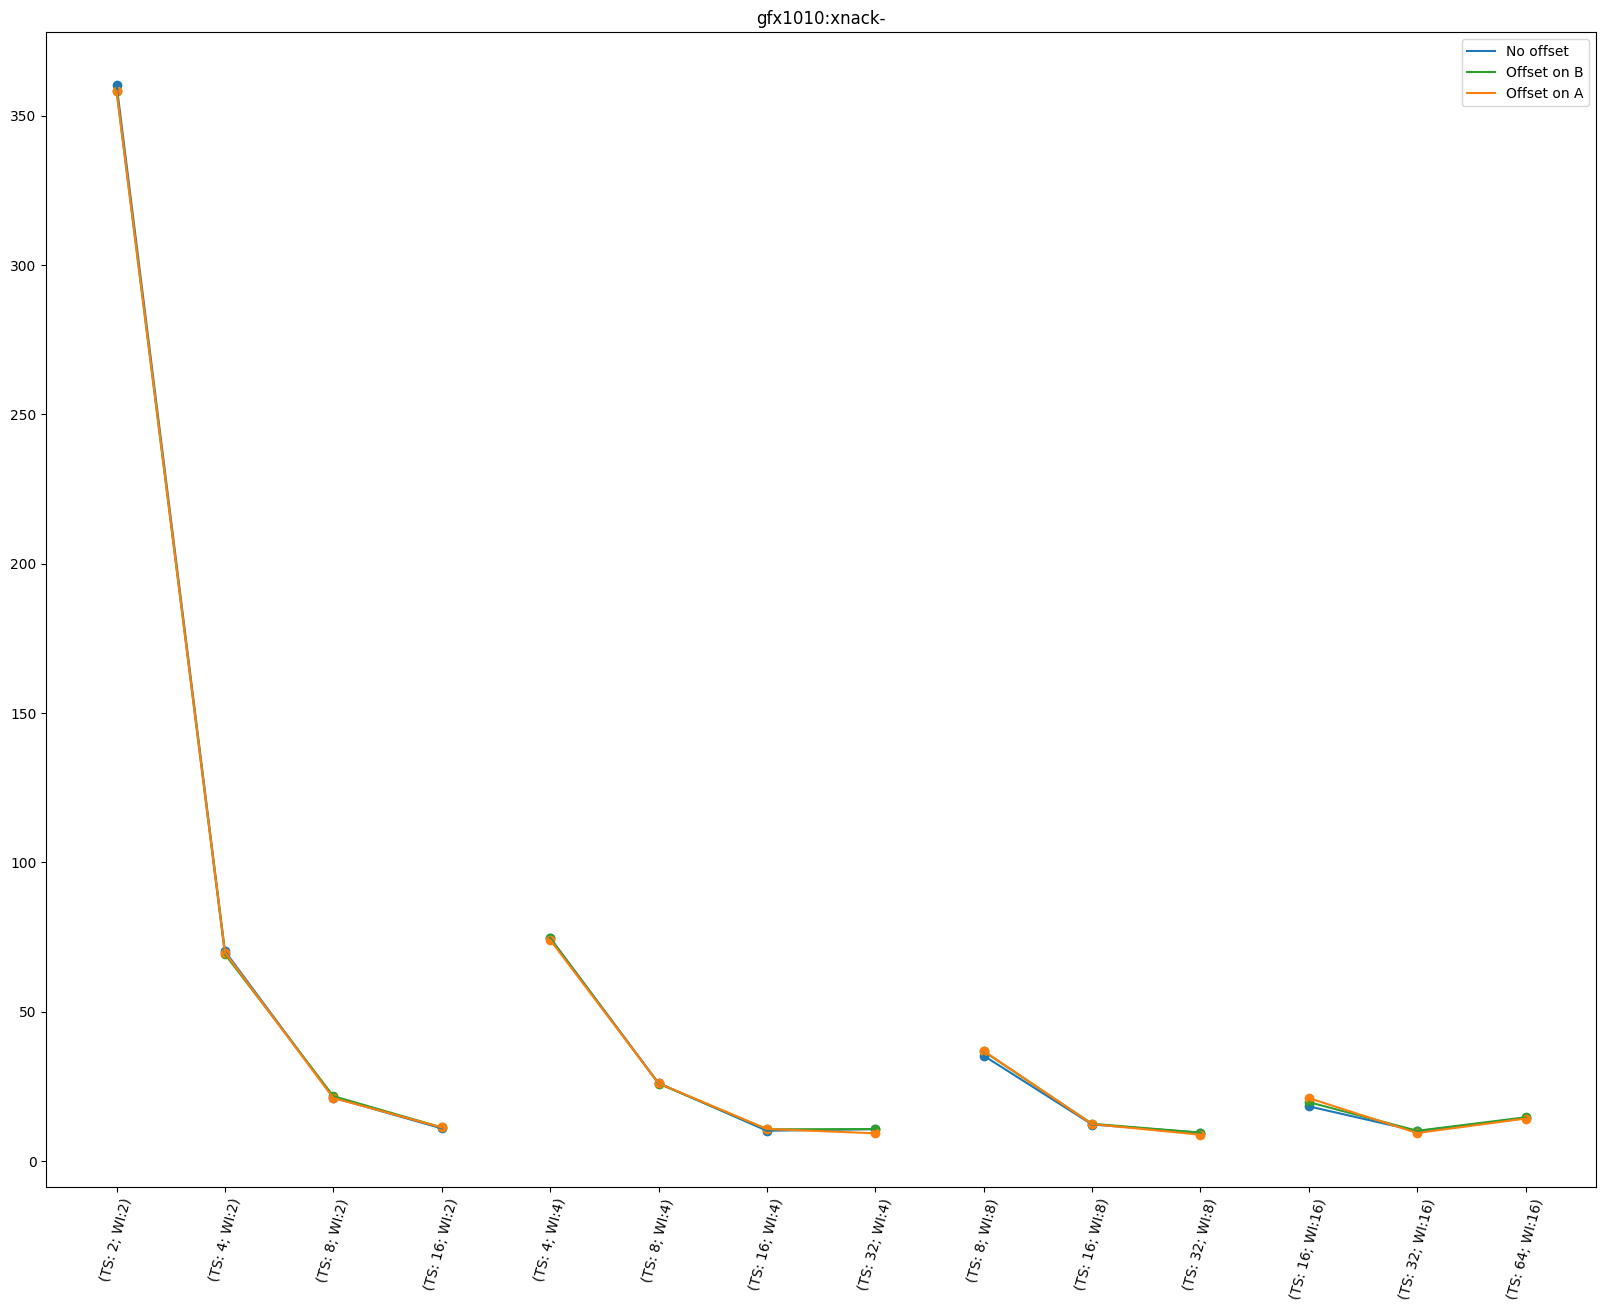 gfx1010:xnack-
No offset
Offset on B
Offset on A
350
300
250
200
150
100
50
0
(TS: 2; WI:2)
(TS: 4; WI:2)
(TS: 8; WI:2)
(TS: 16; WI:2)
(TS: 4; WI:4)
(TS: 8; WI:4)
(TS: 16; WI:4)
(TS: 32; WI:4)
(TS: 8; WI:8)
(TS: 16; WI:8)
(TS: 32; WI:8)
(TS: 16; WI:16)
(TS: 32; WI:16)
(TS: 64; WI:16)